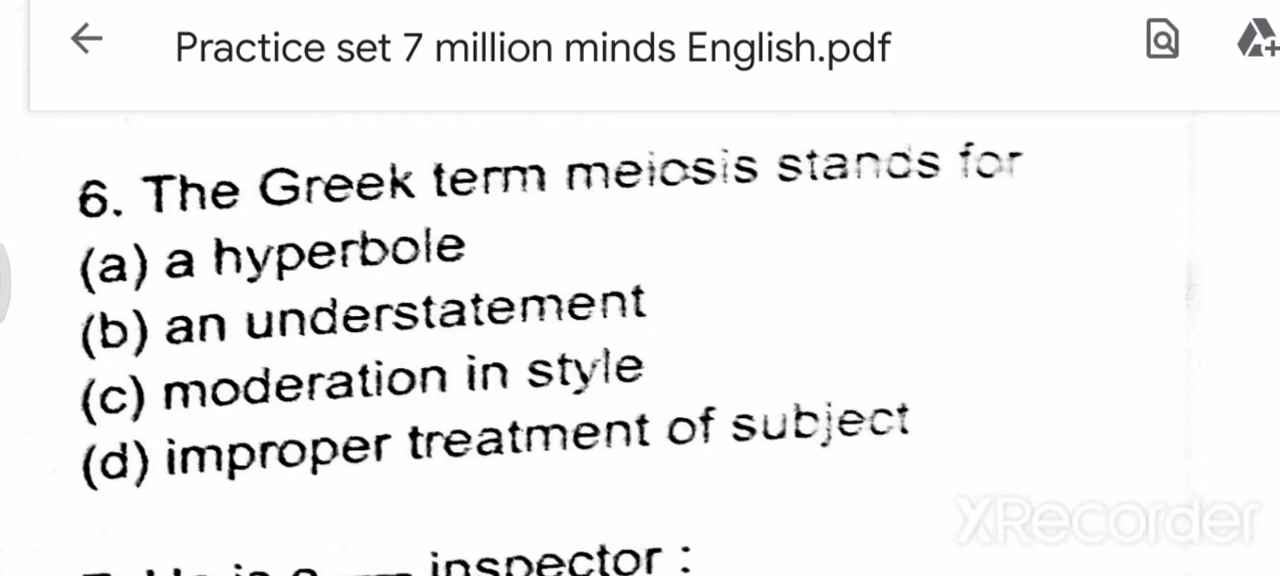 Practice set 7 million minds English.pdf
6. The Greek term meiosis stands for
(a) a hyperbole
(b) an understatement
(c) moderation in style
(d) improper treatment of subject
XRecorder
inspector :